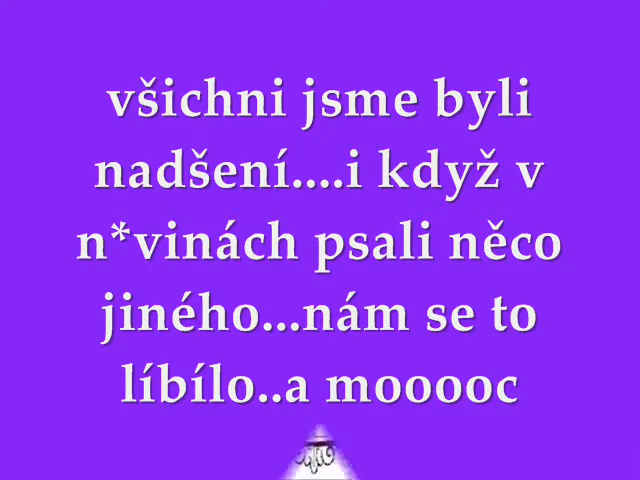 všichni jsme byli
nadšení....i když v
n*vinách psali něco
jiného...nám se to
líbílo..a mooooc